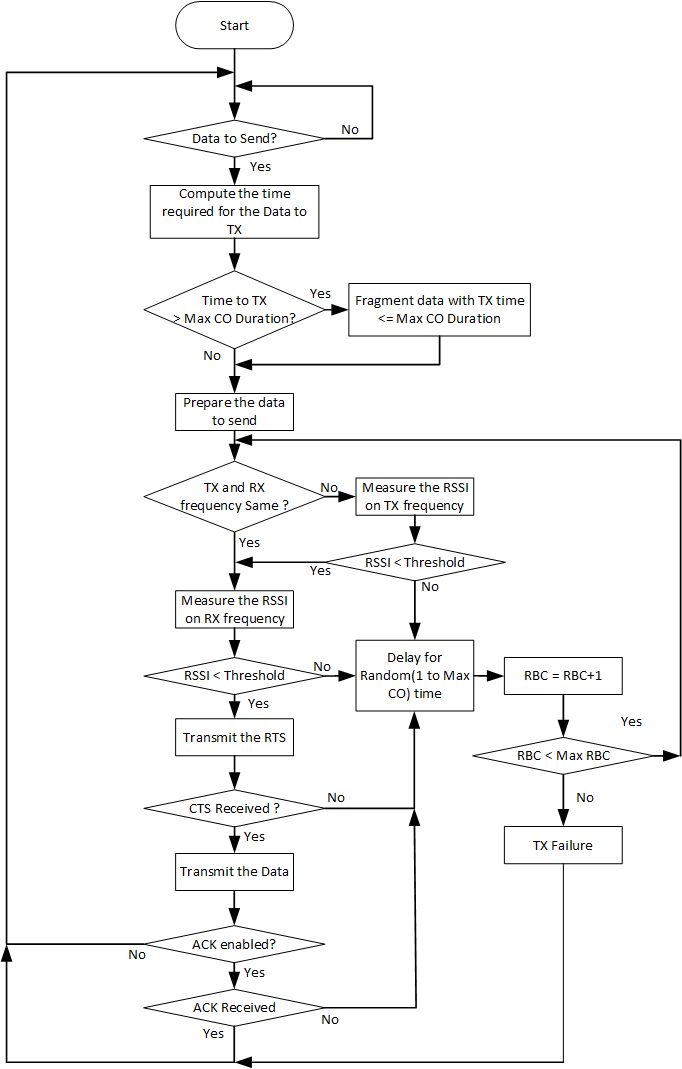 Start
Data to Send?
No
Yes
Compute the time
required for the Data to
TX
Time to TX
> Max CO Duration?
Yes
Fragment data with TX time
<= Max CO Duration
No
Prepare the data
to send
TX and RX
frequency Same ?
No
Measure the RSSI
on TX frequency
Yes
RSSI < Threshold
Yes
No
Measure the RSSI
on RX frequency
RSSI < Threshold
No
Delay for
Random(1 to Max
CO) time
RBC = RBC+1
Yes
Yes
Transmit the RTS
RBC < Max RBC
No
CTS Received ?
No
Yes
TX Failure
Transmit the Data
ACK enabled?
No
Yes
ACK Received
No
Yes